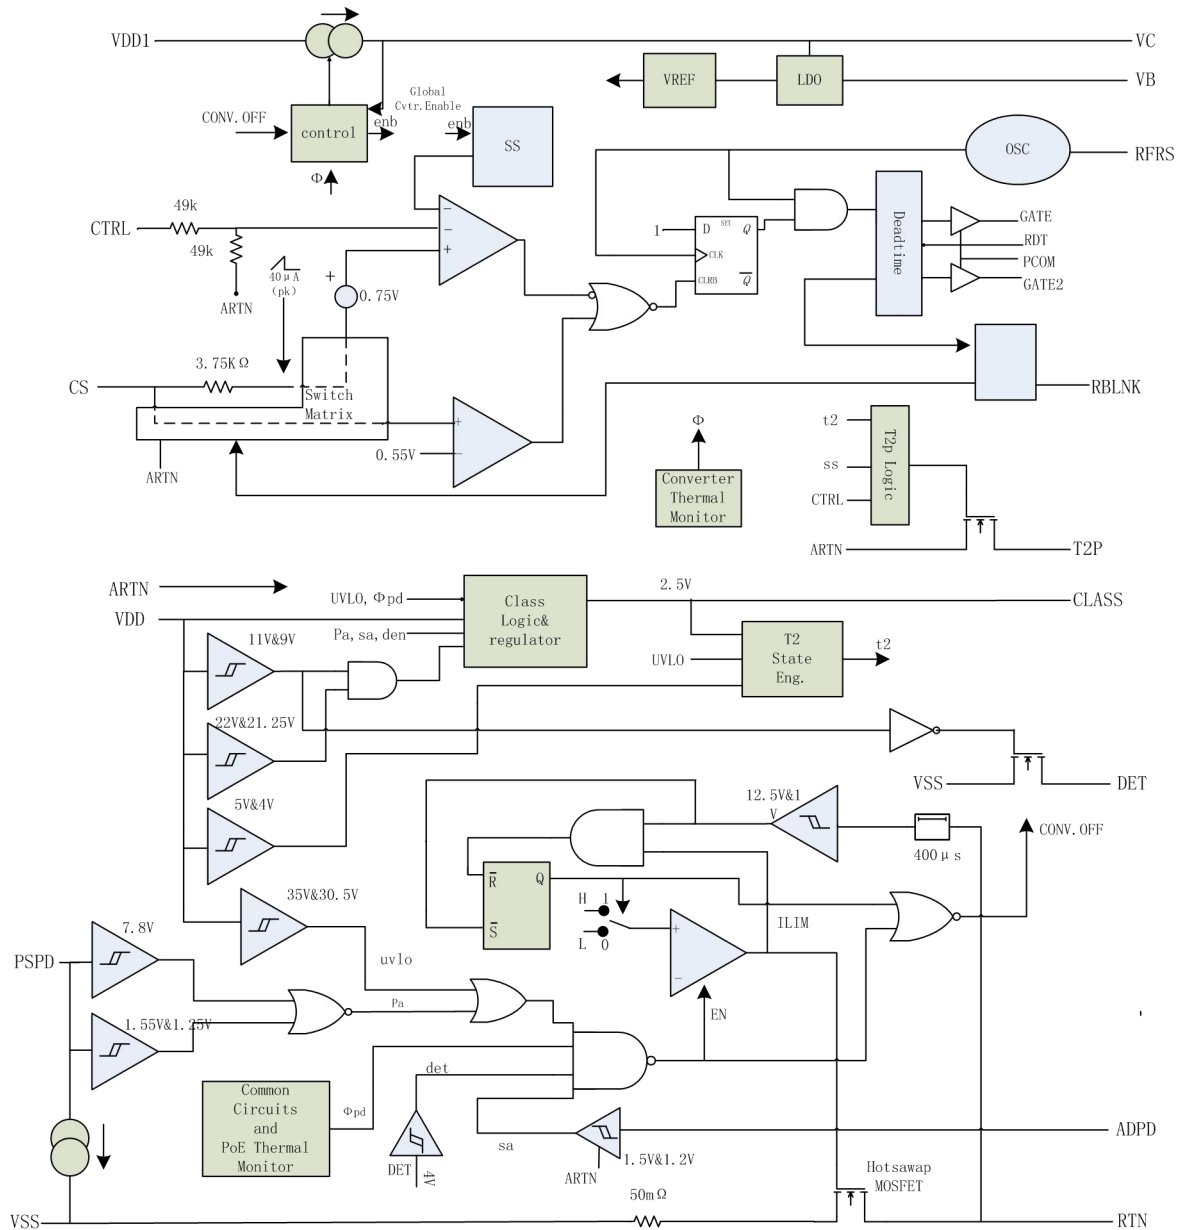 VDD1
VC
VREF
LDO
VB
CONV.OFF
control
enb
Global
Cvtr.Enable
enb
SS
OSC
RFRS
Φ
49k
CTRL
49k
ARTN
40μA
(pk)
+
0.75V
−
−
+
1
D
SET
Q
CLK
CLRB
Q
Deadtime
GATE
RDT
PCOM
GATE2
3.75KΩ
CS
Switch
Matrix
ARTN
+
−
0.55V
RBLNK
Φ
Converter
Thermal
Monitor
t2
ss
CTRL
T2p Logic
ARTN
T2P
ARTN
VDD
UVLO,Φpd
Pa,sa,den
Class
Logic&
regulator
2.5V
CLASS
11V&9V
UVLO
T2
State
Eng.
t2
22V&21.25V
VSS
DET
5V&4V
12.5V&1
V
400μs
CONV.OFF
R
Q
S
H 1
L 0
+
−
ILIM
EN
35V&30.5V
7.8V
PSPD
uvlo
Pa
1.55V&1.25V
det
Common
Circuits
and
PoE Thermal
Monitor
Φpd
DET
4V
sa
ARTN
1.5V&1.2V
ADPD
Hotsawap
MOSFET
50mΩ
VSS
RTN